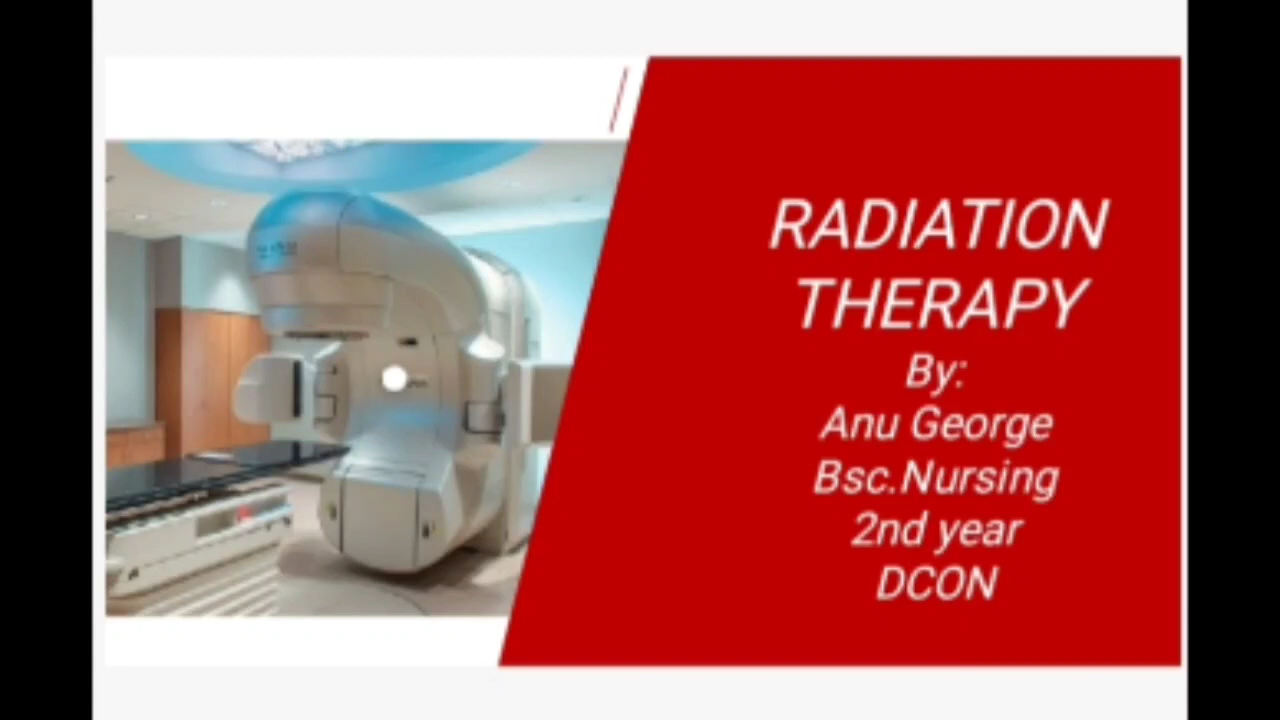 RADIATION
THERAPY
By:
Anu George
Bsc.Nursing
2nd year
DCON